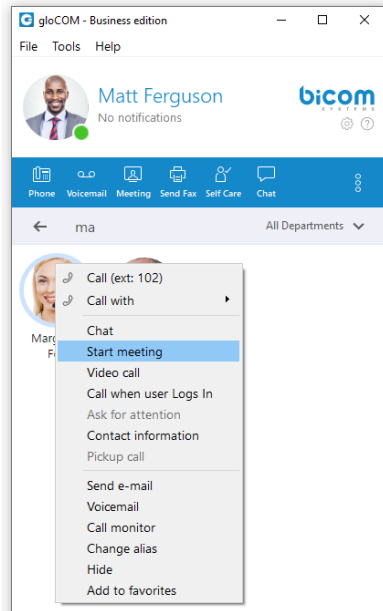 gloCOM - Business edition
File Tools Help
Matt Ferguson
No notifications
bicom
SYSTEMS
Phone Voicemail Meeting Send Fax Self Care Chat
ma All Departments
Call (ext: 102)
Call with
Chat
Start meeting
Video call
Call when user Logs In
Ask for attention
Contact information
Pickup call
Send e-mail
Voicemail
Call monitor
Change alias
Hide
Add to favorites